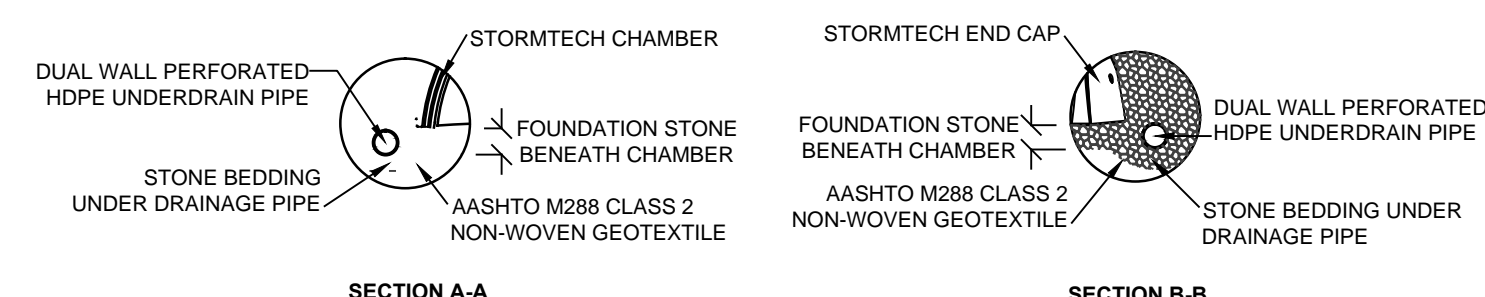 STORMTECH CHAMBER
DUAL WALL PERFORATED
HDPE UNDERDRAIN PIPE
FOUNDATION STONE
BENEATH CHAMBER
STONE BEDDING
UNDER DRAINAGE PIPE
AASHTO M288 CLASS 2
NON-WOVEN GEOTEXTILE
SECTION A-A
STORMTECH END CAP
DUAL WALL PERFORATED
HDPE UNDERDRAIN PIPE
FOUNDATION STONE
BENEATH CHAMBER
AASHTO M288 CLASS 2
NON-WOVEN GEOTEXTILE
STONE BEDDING UNDER
DRAINAGE PIPE
SECTION B-B